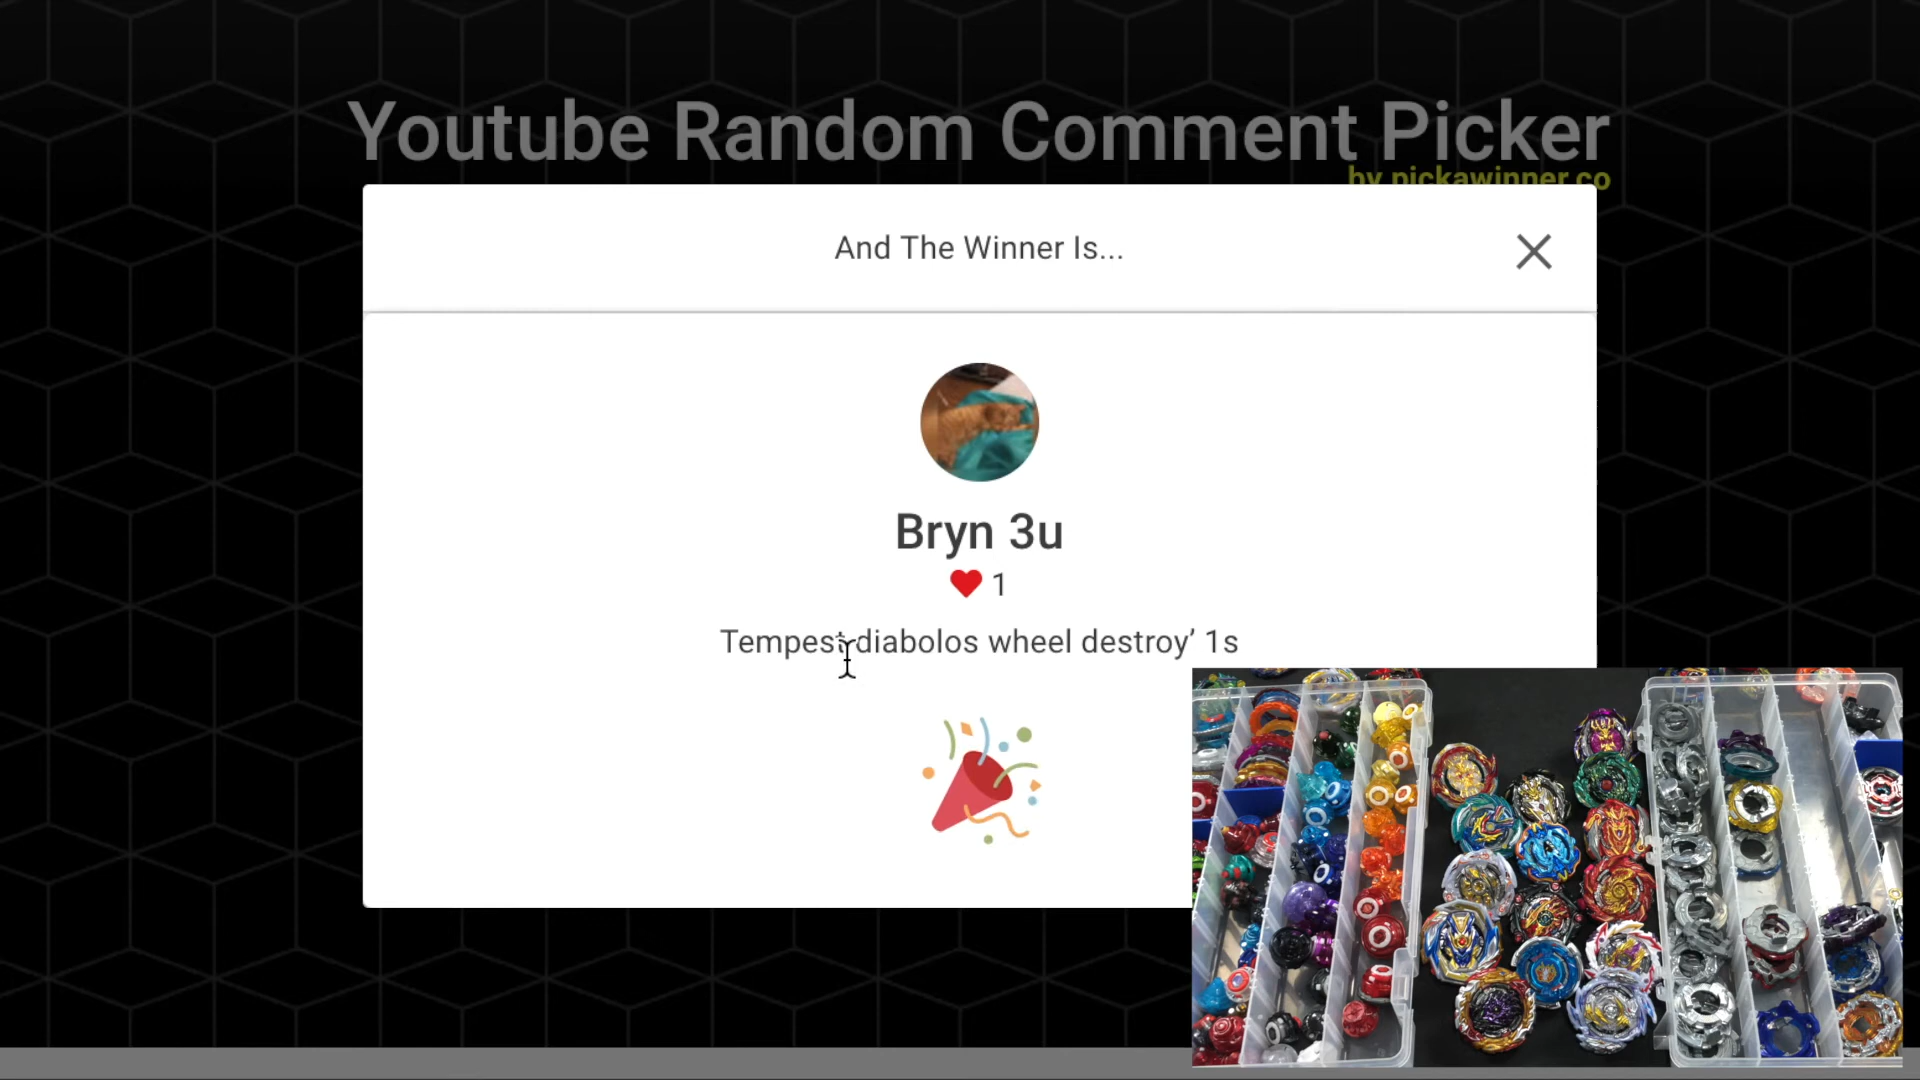 Youtube Random Comment Picker
by pickawinner.co
And The Winner Is...
Bryn 3u
1
Tempest diabolos wheel destroy’ 1s